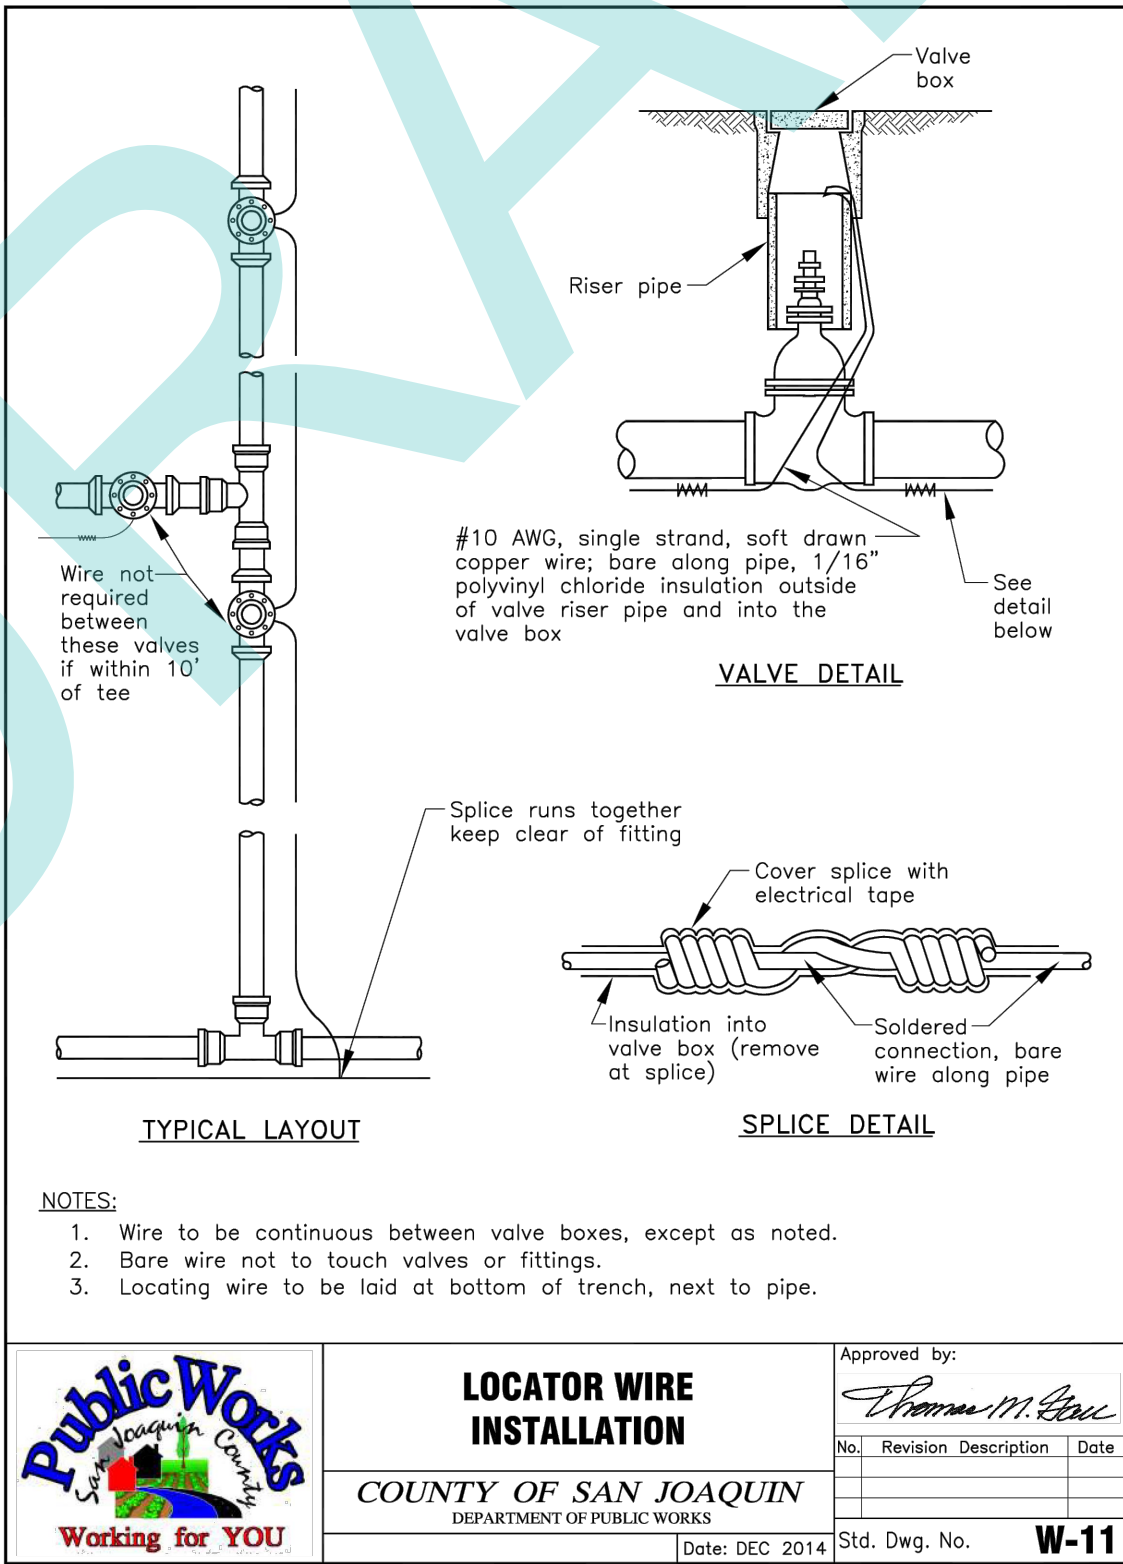 Valve
box
Riser pipe
#10 AWG, single strand, soft drawn
copper wire; bare along pipe, 1/16"
polyvinyl chloride insulation outside
of valve riser pipe and into the
valve box
See
detail
below
VALVE DETAIL
Wire not
required
between
these valves
if within 10'
of tee
Splice runs together
keep clear of fitting
Cover splice with
electrical tape
Insulation into
valve box (remove
at splice)
Soldered
connection, bare
wire along pipe
TYPICAL LAYOUT
SPLICE DETAIL
NOTES:
1. Wire to be continuous between valve boxes, except as noted.
2. Bare wire not to touch valves or fittings.
3. Locating wire to be laid at bottom of trench, next to pipe.
Public Works
San Joaquin County
Working for YOU
LOCATOR WIRE
INSTALLATION
COUNTY OF SAN JOAQUIN
DEPARTMENT OF PUBLIC WORKS
Date: DEC 2014
Approved by:
Thomas M. Gau
No. Revision Description Date
Std. Dwg. No. W-11
DRA